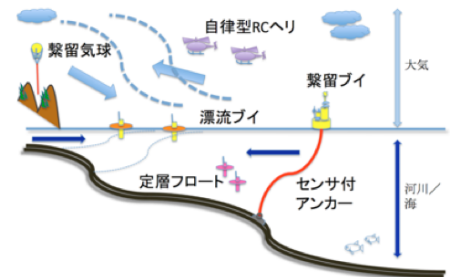 自律型RCヘリ
繋留気球
大気
繋留ブイ
漂流ブイ
定層フロート
センサ付
アンカー
河川／
海